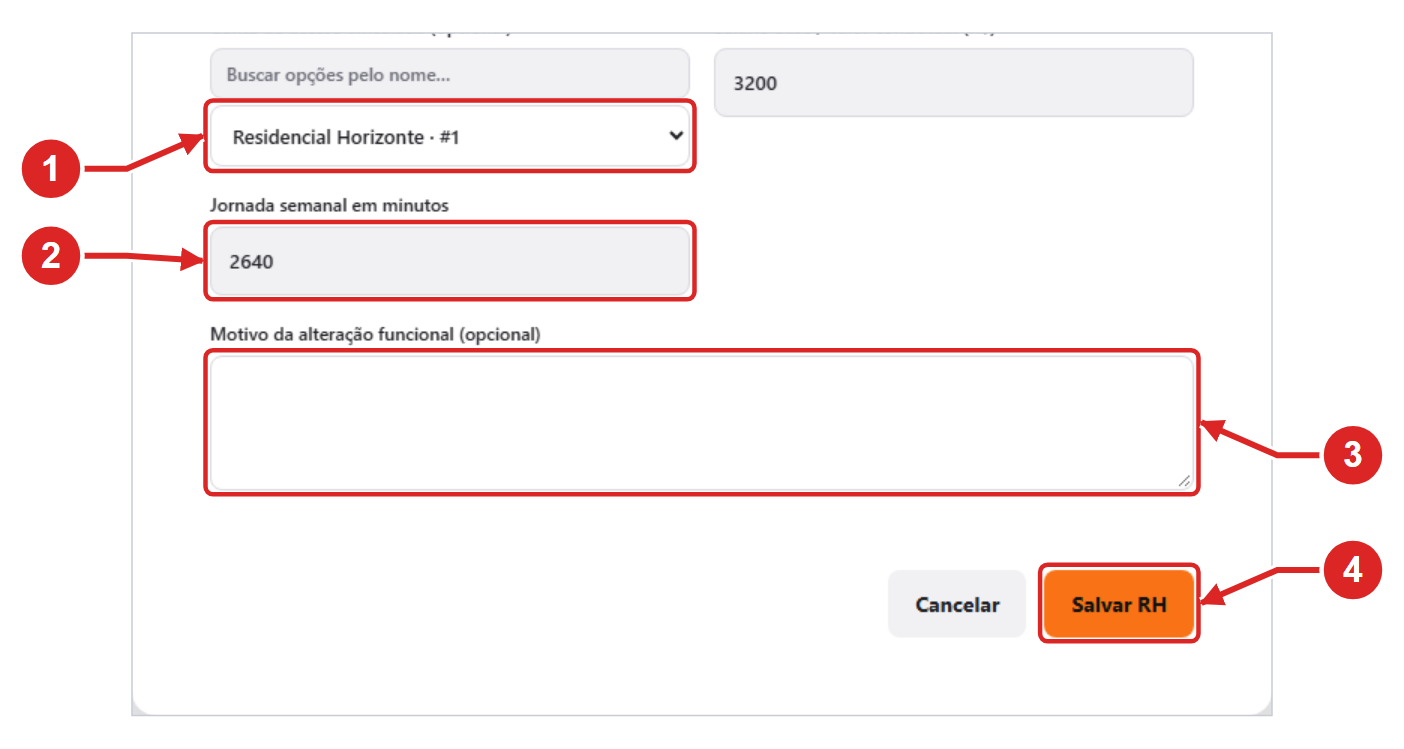 Buscar opções pelo nome...
3200
Residencial Horizonte · #1
1
Jornada semanal em minutos
2
2640
Motivo da alteração funcional (opcional)
3
4
Cancelar
Salvar RH